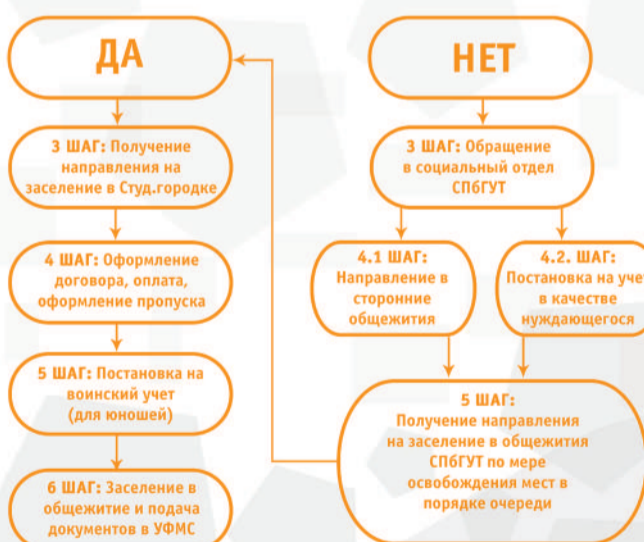 ДА
3 ШАГ: Получение
направления на
заселение в Студ.городке
4 ШАГ: Оформление
договора, оплата,
оформление пропуска
5 ШАГ: Постановка на
воинский учет
(для юношей)
6 ШАГ: Заселение в
общежитие и подача
документов в УФМС
НЕТ
3 ШАГ: Обращение
в социальный отдел
СПбГУТ
4.1 ШАГ:
Направление в
сторонние
общежития
4.2. ШАГ:
Постановка на учет
в качестве
нуждающегося
5 ШАГ:
Получение направления
на заселение в общежития
СПбГУТ по мере
освобождения мест в
порядке очереди